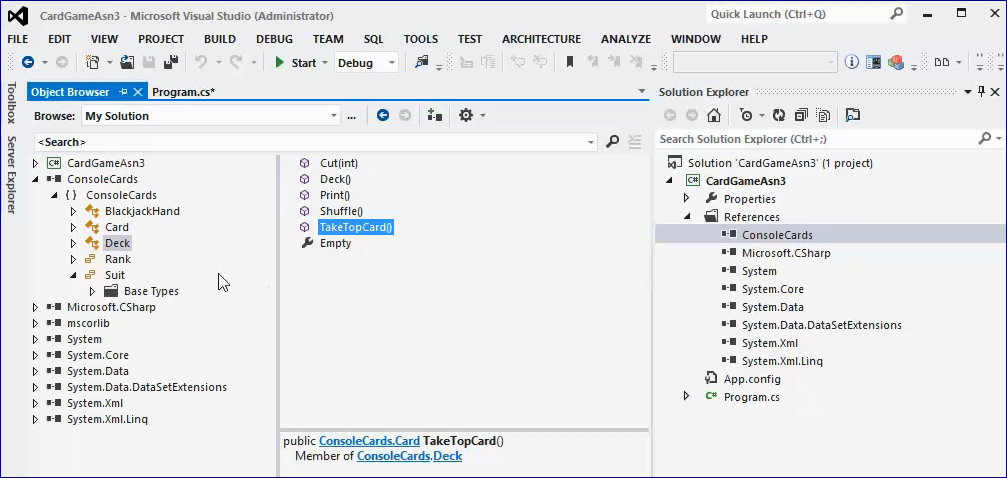 CardGameAsn3 - Microsoft Visual Studio (Administrator)
Quick Launch (Ctrl+Q)
FILE EDIT VIEW PROJECT BUILD DEBUG TEAM SQL TOOLS TEST ARCHITECTURE ANALYZE WINDOW HELP
Start Debug
Toolbox
Server Explorer
Object Browser Program.cs*
Browse: My Solution ...
<Search>
CardGameAsn3
ConsoleCards
{ } ConsoleCards
BlackjackHand
Card
Deck
Rank
Suit
Base Types
Microsoft.CSharp
mscorlib
System
System.Core
System.Data
System.Data.DataSetExtensions
System.Xml
System.Xml.Linq
Cut(int)
Deck()
Print()
Shuffle()
TakeTopCard()
Empty
public ConsoleCards.Card TakeTopCard()
Member of ConsoleCards.Deck
Solution Explorer
Search Solution Explorer (Ctrl+;)
Solution 'CardGameAsn3' (1 project)
C# CardGameAsn3
Properties
References
ConsoleCards
Microsoft.CSharp
System
System.Core
System.Data
System.Data.DataSetExtensions
System.Xml
System.Xml.Linq
App.config
C# Program.cs